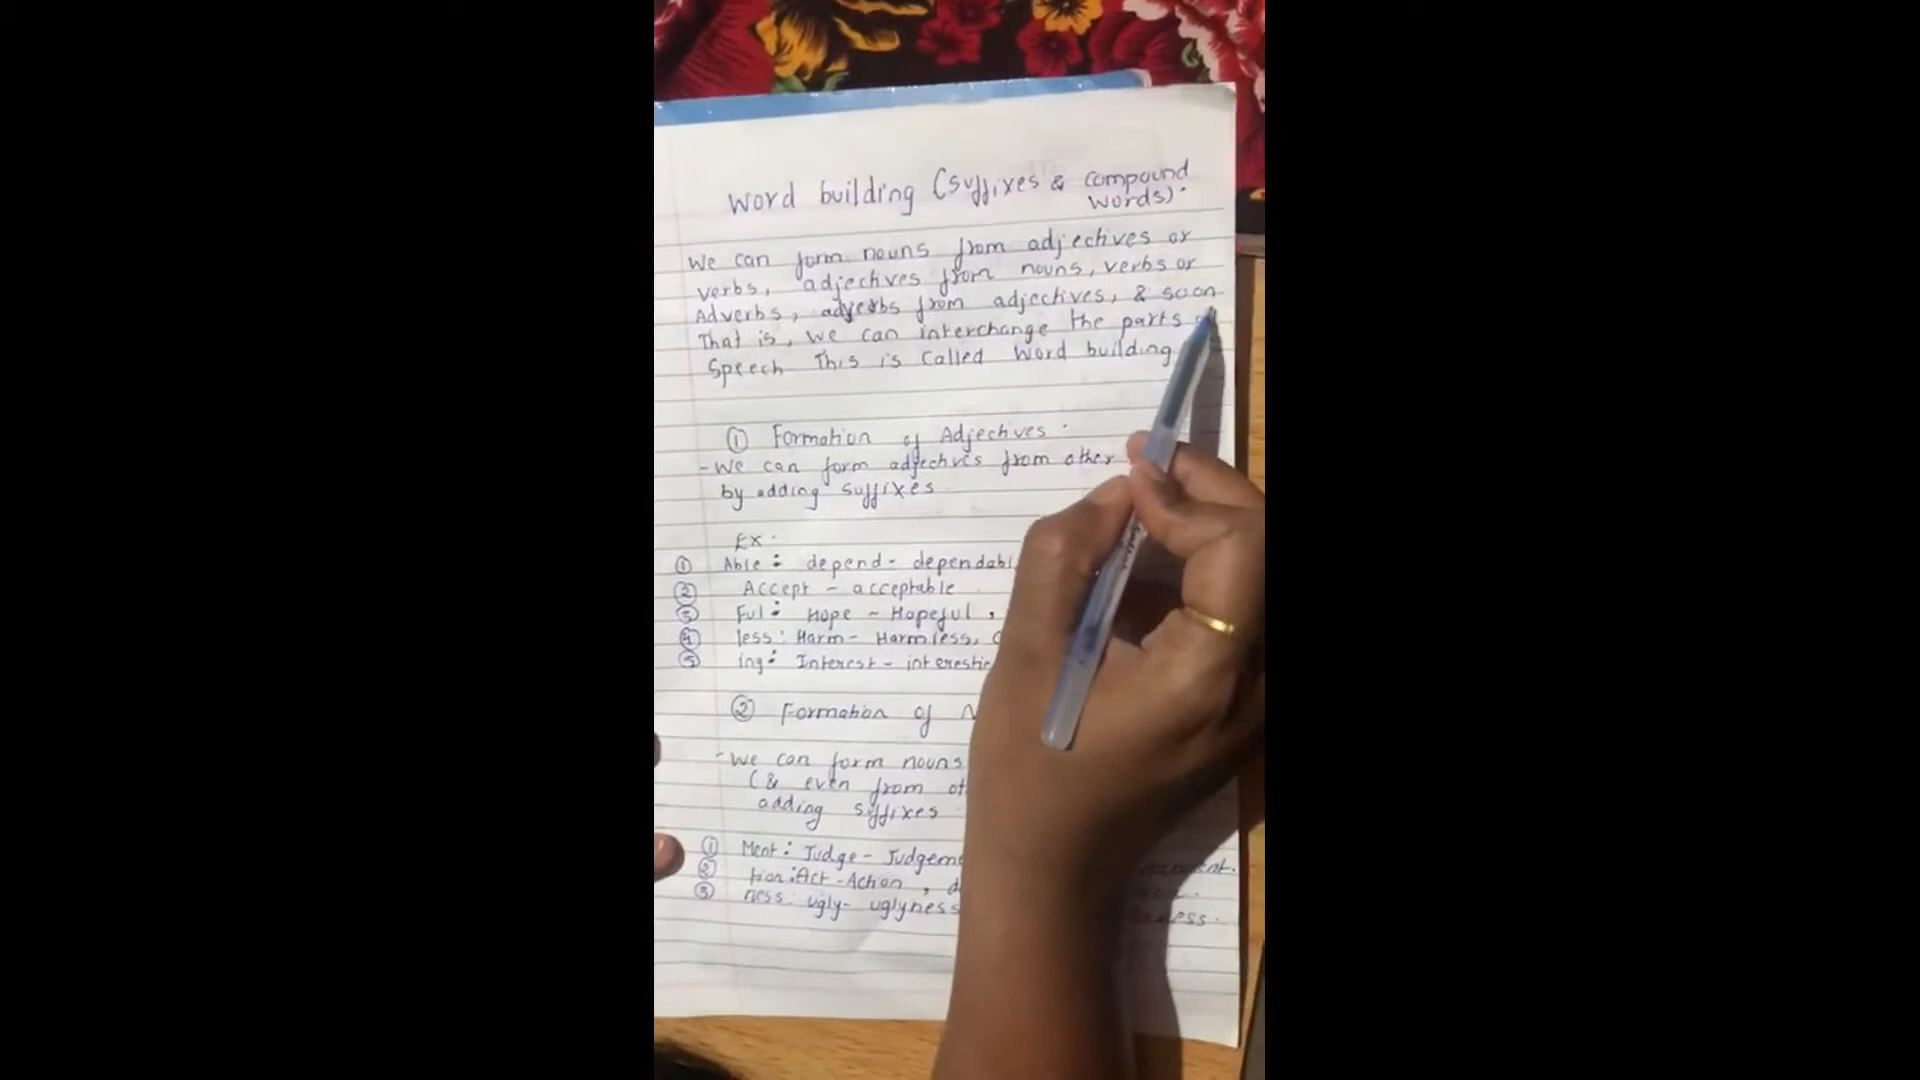 Word building (suffixes & compound
words).
We can form nouns from adjectives or
verbs, adjectives from nouns, verbs or
Adverbs, adverbs from adjectives, & soon
That is, we can interchange the parts
Speech This is called word building
① Formation of Adjectives.
- We can form adjectives from other
by adding suffixes
Ex.
① Able: depend- dependabl
② Accept - acceptable
③ Ful: Hope - Hopeful,
④ less: Harm- Harmless,
⑤ ing: Interest - interestin
② Formation of N
- We can form nouns
(& even from ot
adding suffixes
① Ment: Judge - Judgem
② tion: Act - Action, d
③ ness: ugly- uglyness